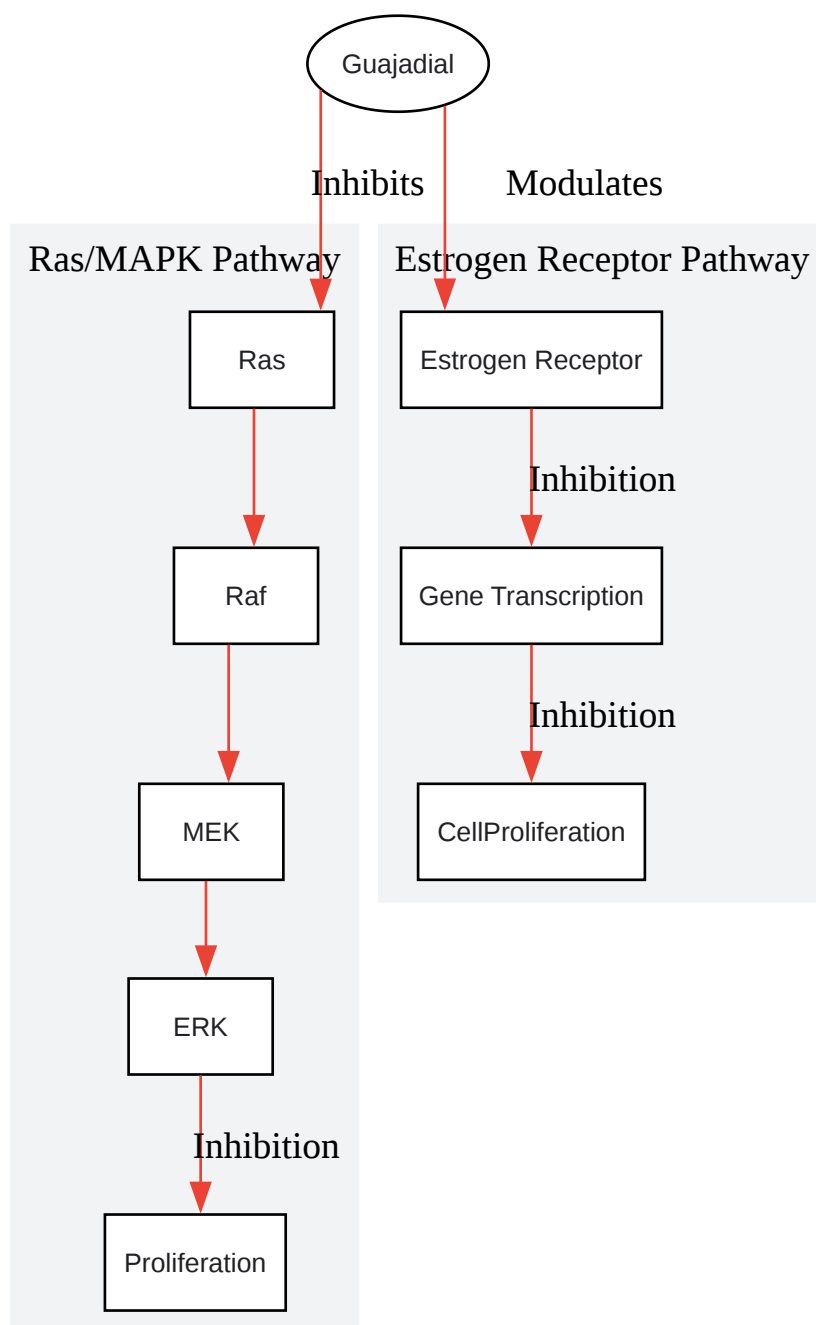 Guajadial
Inhibits
Modulates
Ras/MAPK Pathway
Estrogen Receptor Pathway
Ras
Estrogen Receptor
Inhibition
Raf
Gene Transcription
Inhibition
MEK
CellProliferation
ERK
Inhibition
Proliferation